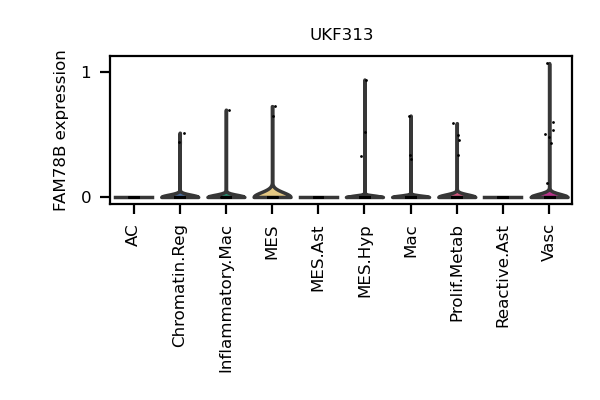 UKF313
FAM78B expression
1
0
AC
Chromatin.Reg
Inflammatory.Mac
MES
MES.Ast
MES.Hyp
Mac
Prolif.Metab
Reactive.Ast
Vasc